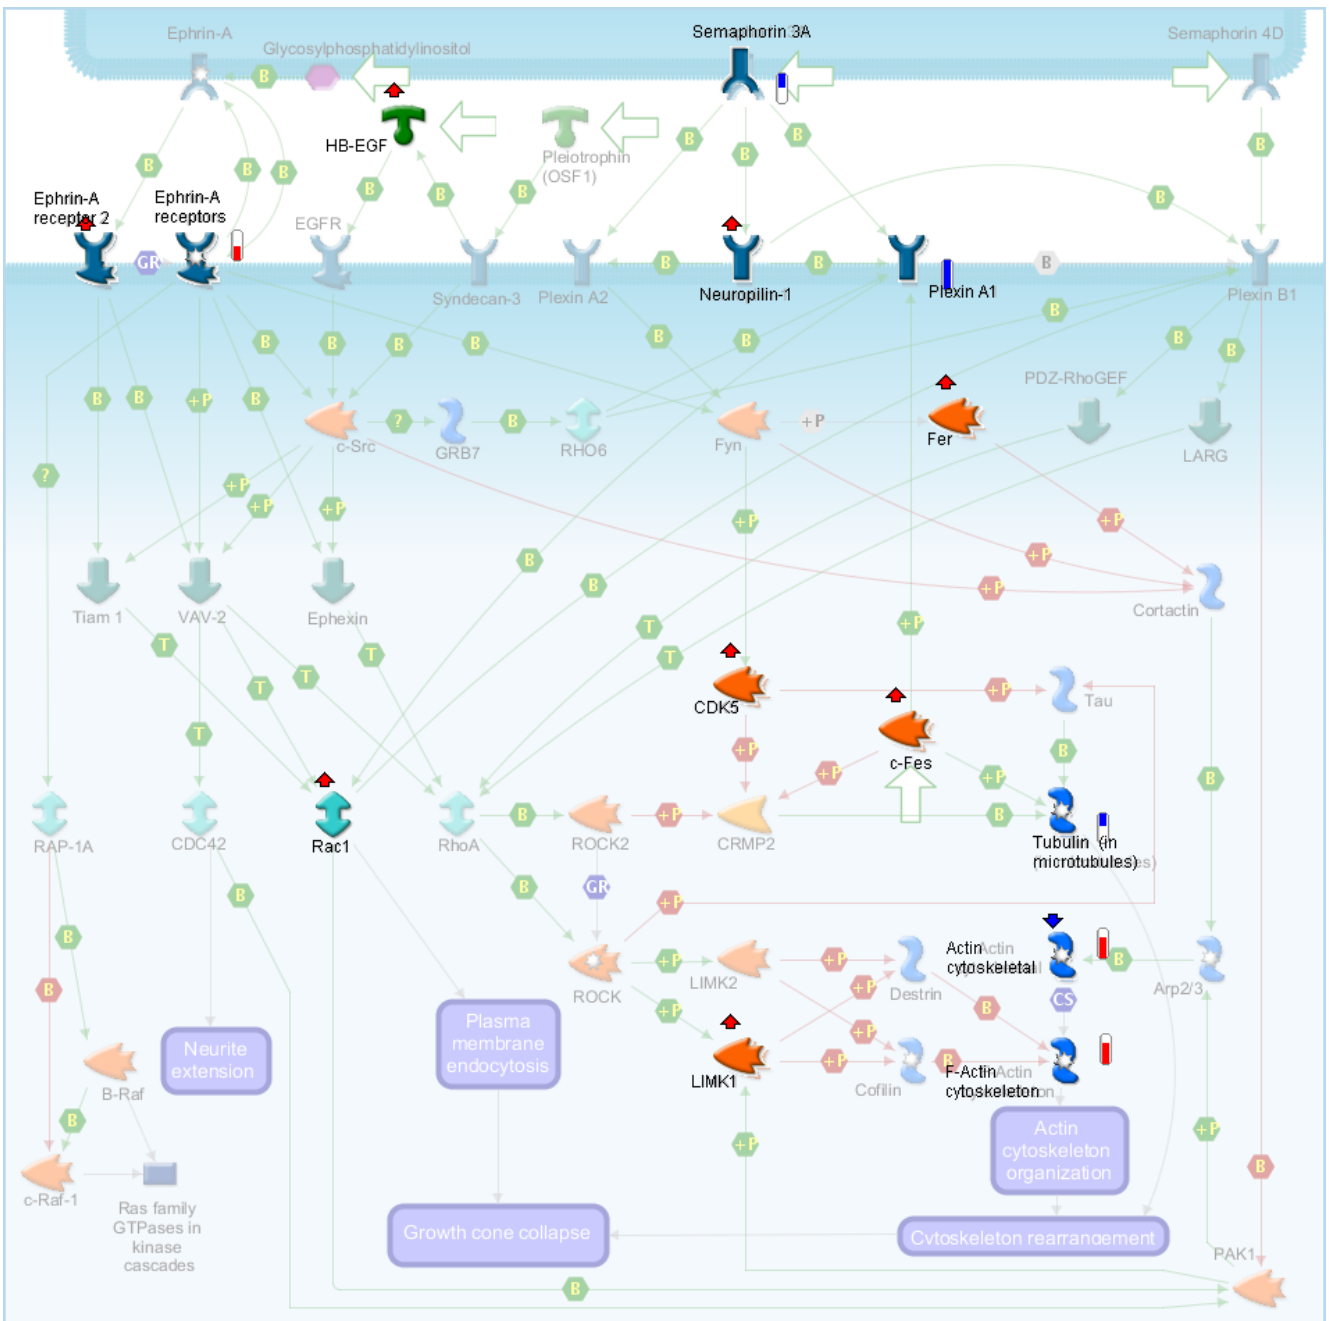 Ephrin-A
Glycosylphosphatidylinositol
Semaphorin 3A
Semaphorin 4D
B
HB-EGF
Pleiotrophin
(OSF1)
B
B
B
B
B
B
B
B
B
B
B
Ephrin-A
receptor 2
Ephrin-A
receptors
EGFR
GR
B
B
B
Syndecan-3
Plexin A2
Neuropilin-1
Plexin A1
Plexin B1
B
B
B
B
B
B
B
B
B
PDZ-RhoGEF
B
B
+P
B
c-Src
?
GRB7
B
RHO6
Fyn
+P
Fer
LARG
?
+P
+P
+P
+P
+P
+P
+P
B
B
Tiam 1
VAV-2
Ephexin
Cortactin
+P
T
T
T
T
T
T
CDK5
+P
Tau
T
+P
B
c-Fes
+P
+P
B
RAP-1A
CDC42
Rac1
RhoA
B
ROCK2
+P
CRMP2
B
Tubulin (in
microtubules)
B
B
GR
+P
B
B
ROCK
+P
LIMK2
+P
Destrin
Actin
cytoskeletal
B
Arp2/3
B
+P
+P
CS
B
Plasma
membrane
endocytosis
Neurite
extension
LIMK1
+P
+P
Cofilin
B
F-Actin
cytoskeleton
B-Raf
B
+P
+P
Actin
cytoskeleton
organization
B
c-Raf-1
Ras family
GTPases in
kinase
cascades
Growth cone collapse
Cytoskeleton rearrangement
PAK1
B